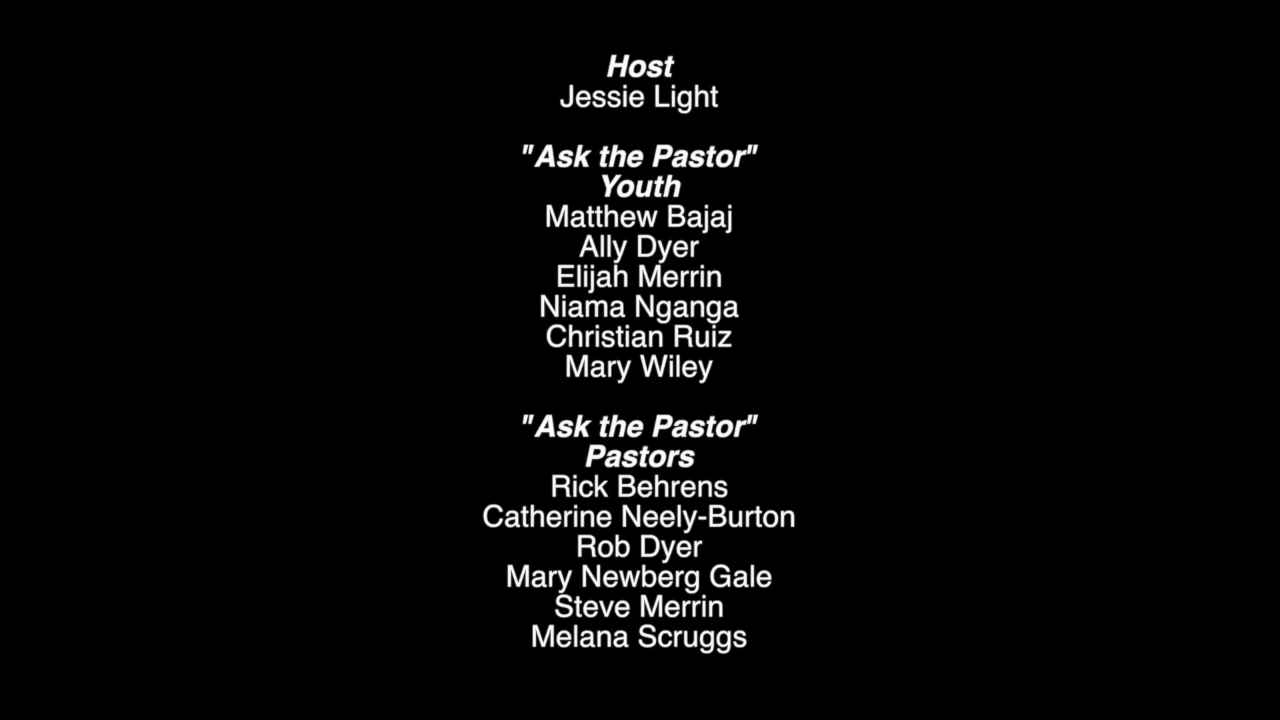 Host
Jessie Light
"Ask the Pastor"
Youth
Matthew Bajaj
Ally Dyer
Elijah Merrin
Niama Nganga
Christian Ruiz
Mary Wiley
"Ask the Pastor"
Pastors
Rick Behrens
Catherine Neely-Burton
Rob Dyer
Mary Newberg Gale
Steve Merrin
Melana Scruggs